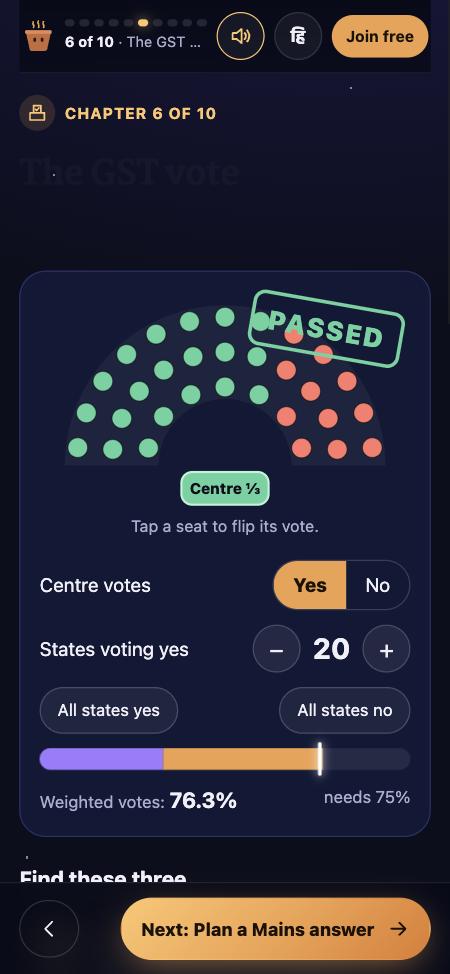 6 of 10 · The GST ...
हि
Join free
CHAPTER 6 OF 10
The GST vote
PASSED
Centre ⅓
Tap a seat to flip its vote.
Centre votes
Yes
No
States voting yes
− 20 +
All states yes
All states no
Weighted votes: 76.3%
needs 75%
Find these three
Next: Plan a Mains answer →